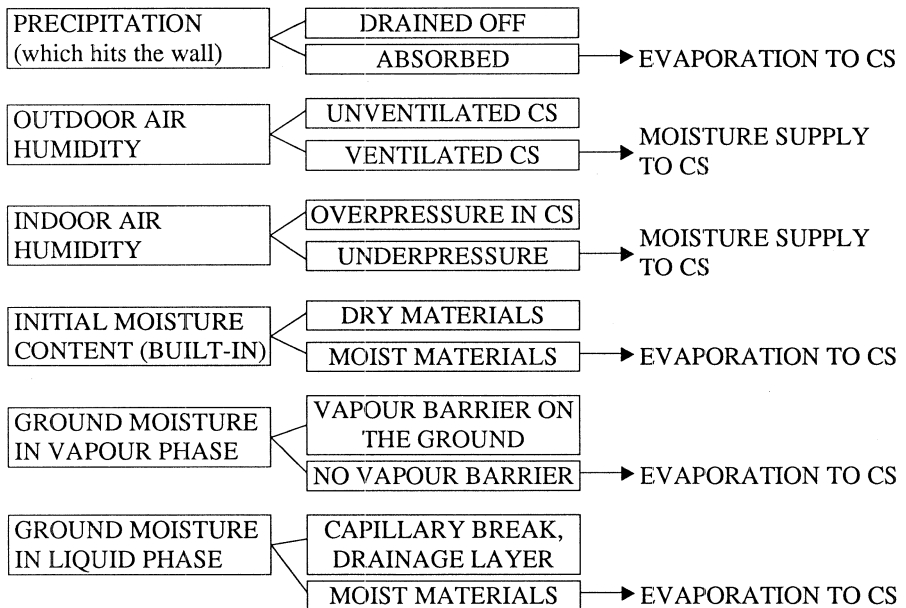 PRECIPITATION
(which hits the wall)
DRAINED OFF
ABSORBED
EVAPORATION TO CS
OUTDOOR AIR
HUMIDITY
UNVENTILATED CS
VENTILATED CS
MOISTURE SUPPLY
TO CS
INDOOR AIR
HUMIDITY
OVERPRESSURE IN CS
UNDERPRESSURE
MOISTURE SUPPLY
TO CS
INITIAL MOISTURE
CONTENT (BUILT-IN)
DRY MATERIALS
MOIST MATERIALS
EVAPORATION TO CS
GROUND MOISTURE
IN VAPOUR PHASE
VAPOUR BARRIER ON
THE GROUND
NO VAPOUR BARRIER
EVAPORATION TO CS
GROUND MOISTURE
IN LIQUID PHASE
CAPILLARY BREAK,
DRAINAGE LAYER
MOIST MATERIALS
EVAPORATION TO CS